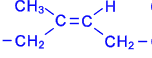 CH₃ H
C=C
–CH₂ CH₂–